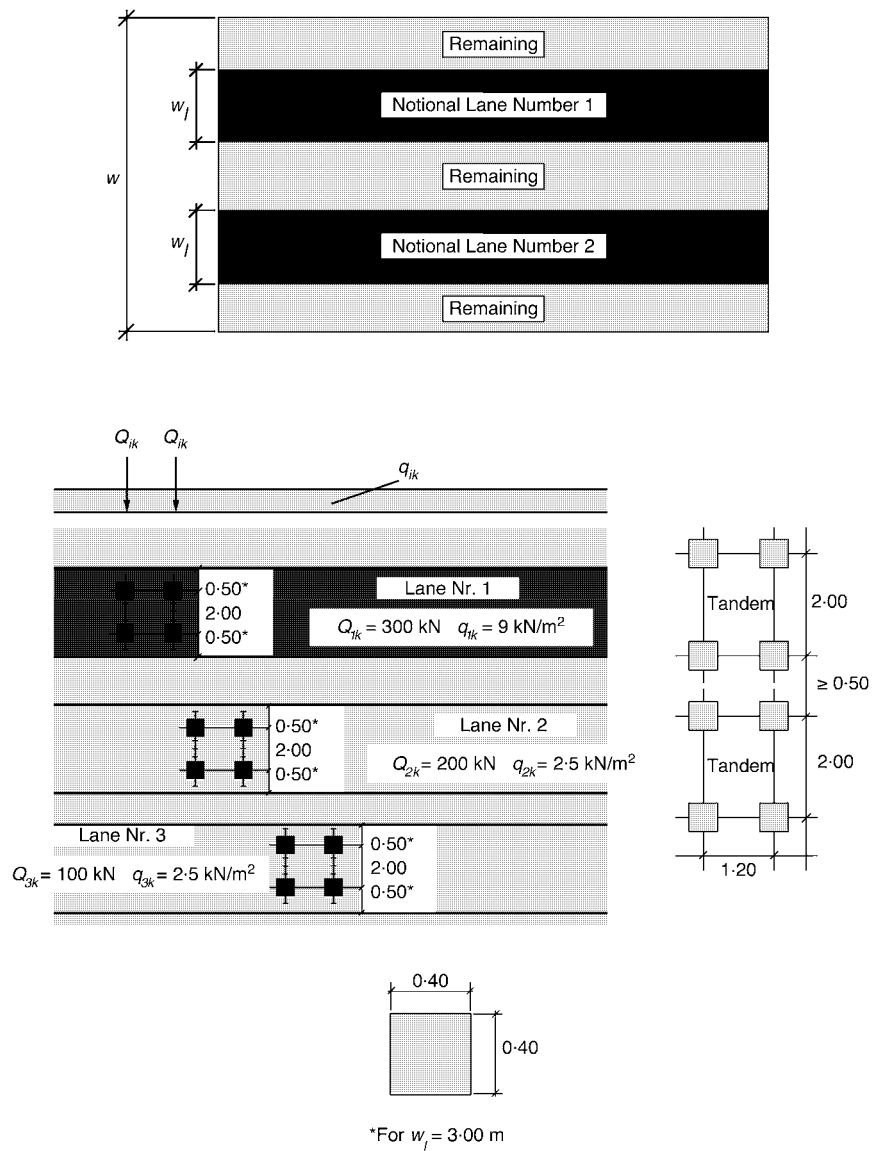 Remaining
w_l
Notional Lane Number 1
w
Remaining
w_l
Notional Lane Number 2
Remaining
Q_ik Q_ik
q_ik
0·50*
Lane Nr. 1
2·00
Q_1k = 300 kN q_1k = 9 kN/m²
0·50*
Tandem
2·00
≥ 0·50
0·50*
Lane Nr. 2
2·00
Q_2k = 200 kN q_2k = 2·5 kN/m²
0·50*
Tandem
2·00
Lane Nr. 3
0·50*
Q_3k = 100 kN q_3k = 2·5 kN/m²
2·00
0·50*
1·20
0·40
0·40
*For w_l = 3·00 m